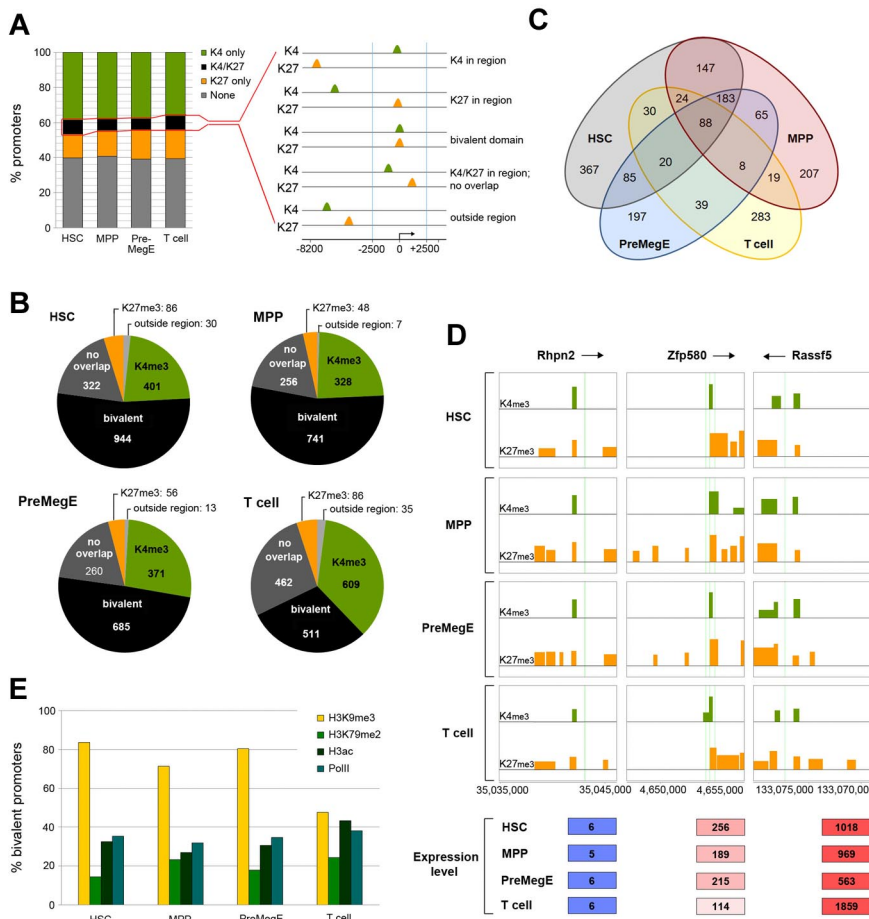 A
% promoters
100
80
60
40
20
0
HSC
MPP
Pre-
MegE
T cell
K4 only
K4/K27
K27 only
None
K4
K27
K4 in region
K4
K27
K27 in region
K4
K27
bivalent domain
K4
K27
K4/K27 in region;
no overlap
K4
K27
outside region
-8200
-2500
0
+2500
B
HSC
K27me3: 86
outside region: 30
no
overlap
322
K4me3
401
bivalent
944
MPP
K27me3: 48
outside region: 7
no
overlap
256
K4me3
328
bivalent
741
PreMegE
K27me3: 56
outside region: 13
no
overlap
260
K4me3
371
bivalent
685
T cell
K27me3: 86
outside region: 35
no
overlap
462
K4me3
609
bivalent
511
C
147
30
24
183
65
HSC
88
MPP
367
20
8
207
85
19
39
197
283
PreMegE
T cell
D
Rhpn2
Zfp580
Rassf5
HSC
K4me3
K27me3
MPP
K4me3
K27me3
PreMegE
K4me3
K27me3
T cell
K4me3
K27me3
35,035,000
35,045,000
4,650,000
4,655,000
133,075,000
133,070,000
Expression
level
HSC 6 256 1018
MPP 5 189 969
PreMegE 6 215 563
T cell 6 114 1859
E
% bivalent promoters
100
80
60
40
20
0
H3K9me3
H3K79me2
H3ac
PolII
HSC
MPP
PreMegE
T cell